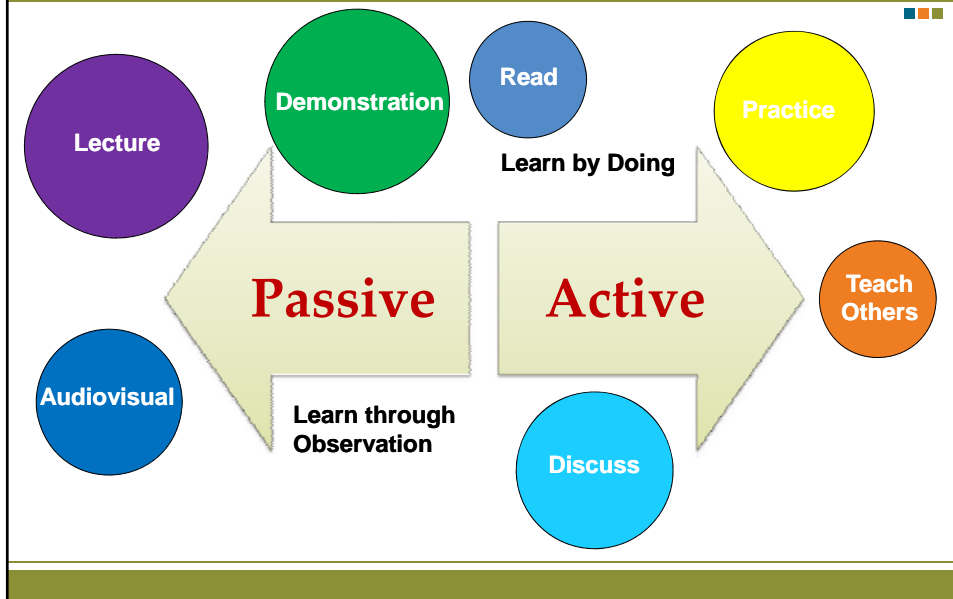 Lecture
Demonstration
Read
Practice
Learn by Doing
Passive
Active
Teach
Others
Audiovisual
Learn through
Observation
Discuss